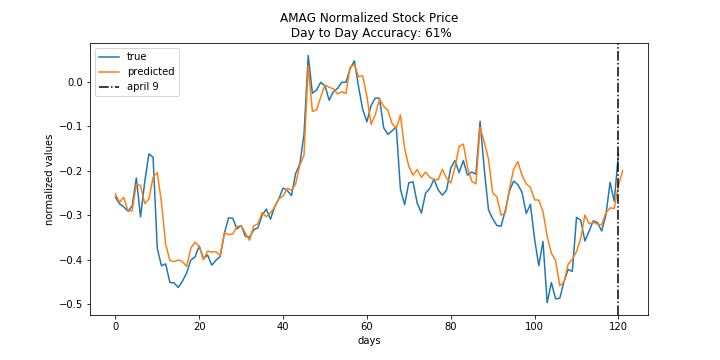 AMAG Normalized Stock Price
Day to Day Accuracy: 61%
true
predicted
april 9
normalized values
0.0
−0.1
−0.2
−0.3
−0.4
−0.5
0
20
40
60
80
100
120
days